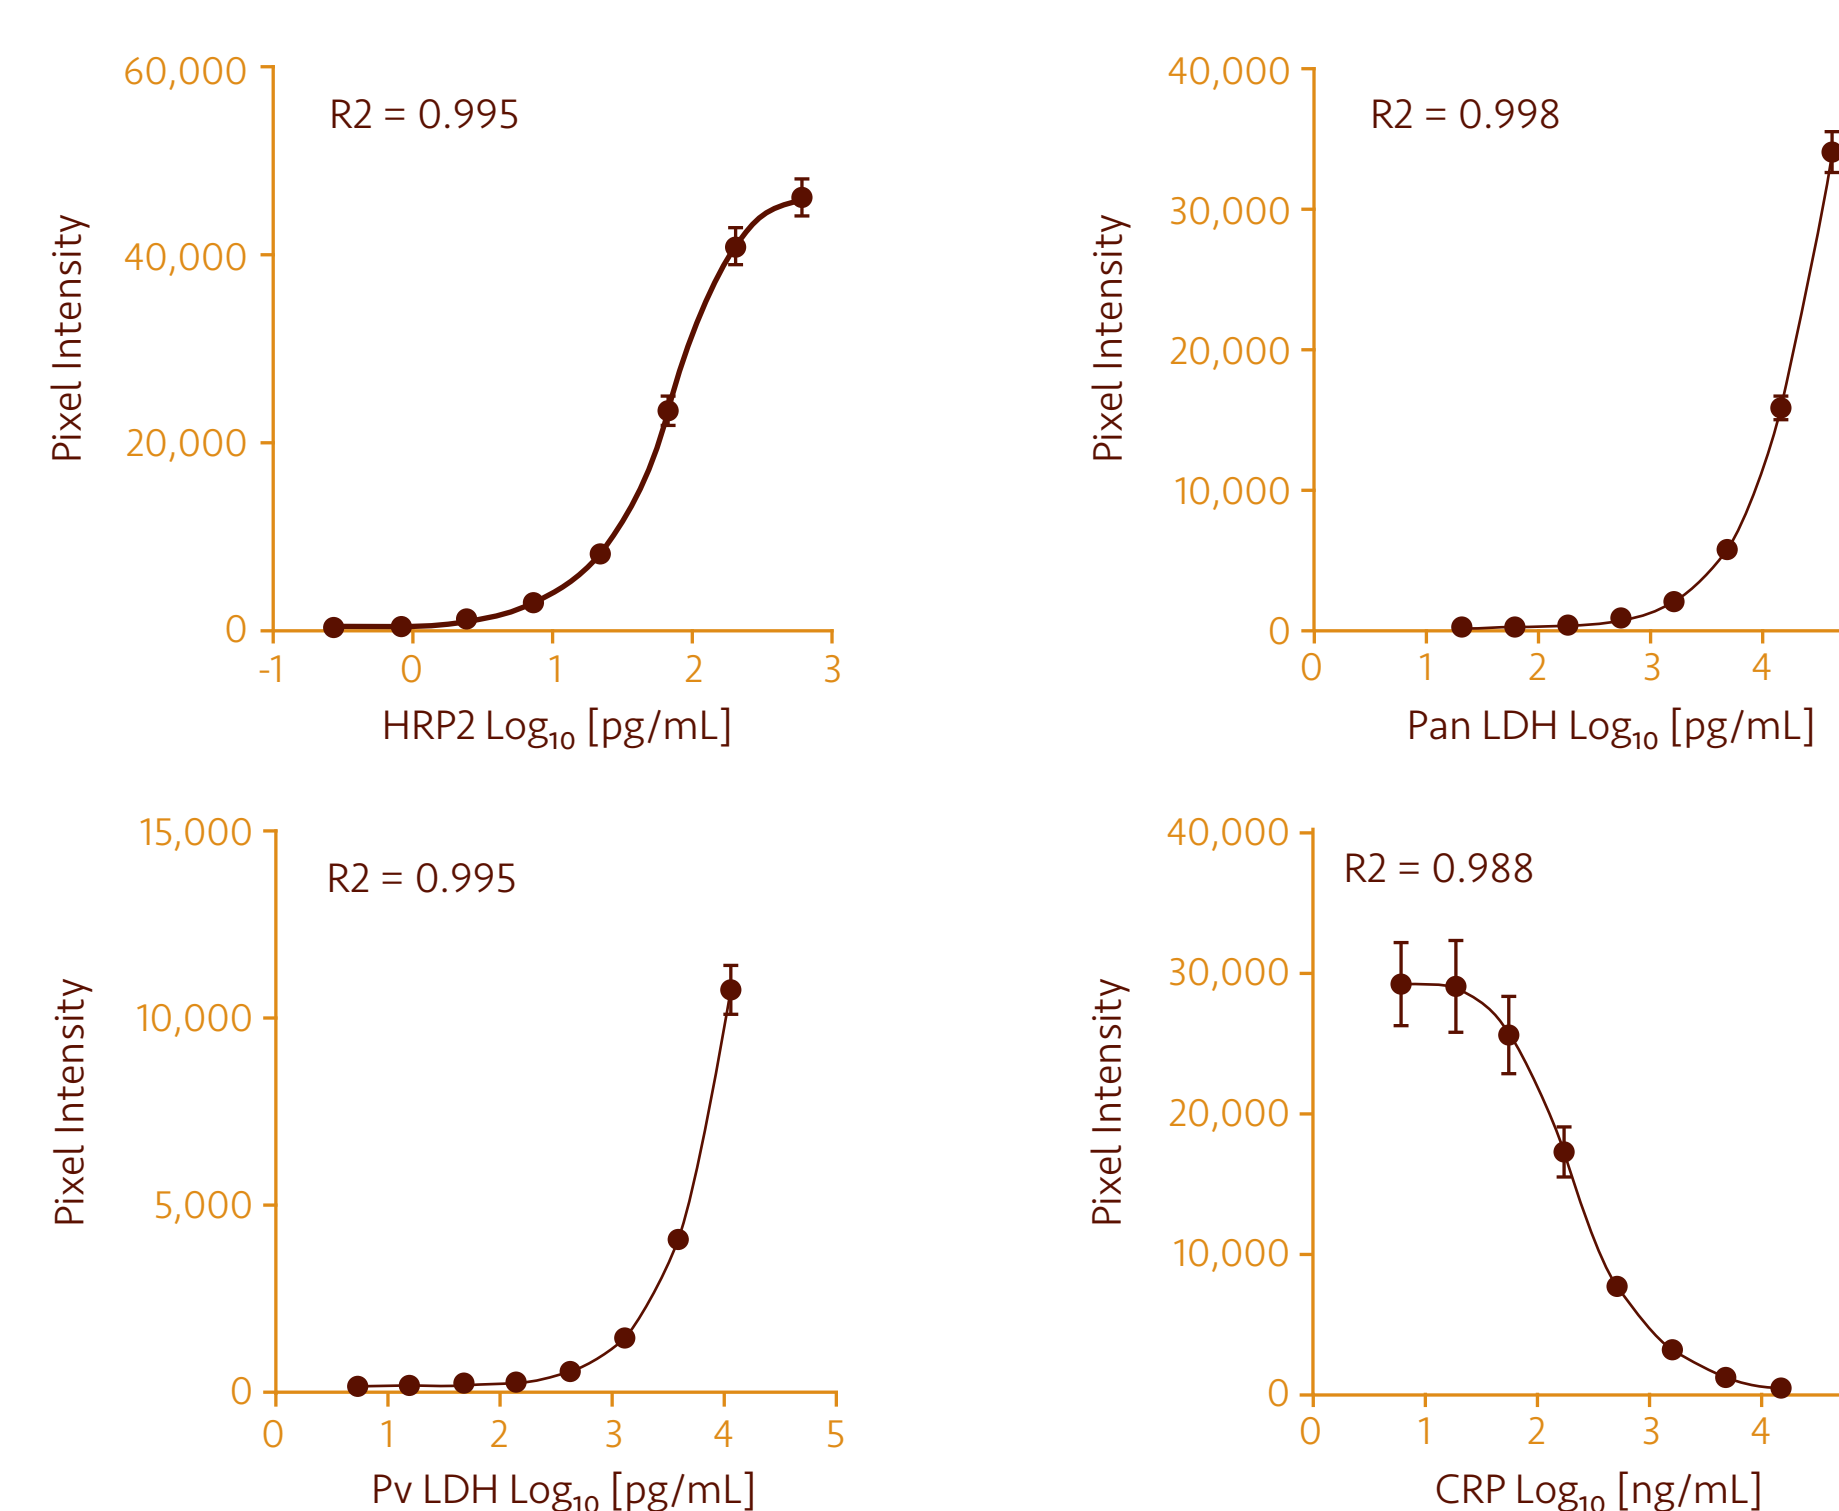 60,000
R2 = 0.995
40,000
20,000
0
Pixel Intensity
-1 0 1 2 3
HRP2 Log₁₀ [pg/mL]
40,000
R2 = 0.998
30,000
20,000
10,000
0
Pixel Intensity
0 1 2 3 4
Pan LDH Log₁₀ [pg/mL]
15,000
R2 = 0.995
10,000
5,000
0
Pixel Intensity
0 1 2 3 4 5
Pv LDH Log₁₀ [pg/mL]
40,000
R2 = 0.988
30,000
20,000
10,000
0
Pixel Intensity
0 1 2 3 4
CRP Log₁₀ [ng/mL]